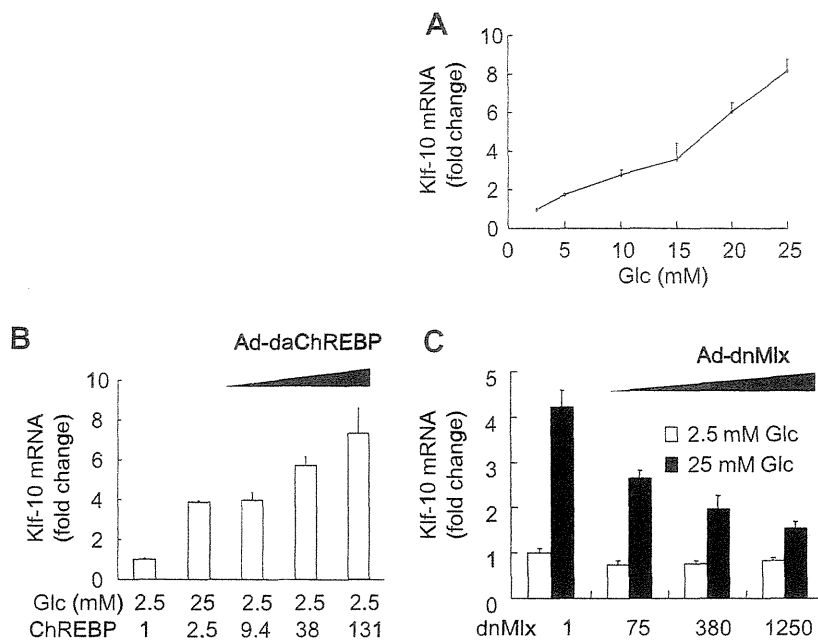 A
Klf-10 mRNA
(fold change)
10
8
6
4
2
0
0 5 10 15 20 25
Glc (mM)
B
Ad-daChREBP
Klf-10 mRNA
(fold change)
10
8
6
4
2
0
Glc (mM) 2.5 25 2.5 2.5 2.5
ChREBP 1 2.5 9.4 38 131
C
Ad-dnMlx
Klf-10 mRNA
(fold change)
5
4
3
2
1
0
2.5 mM Glc
25 mM Glc
dnMlx 1 75 380 1250